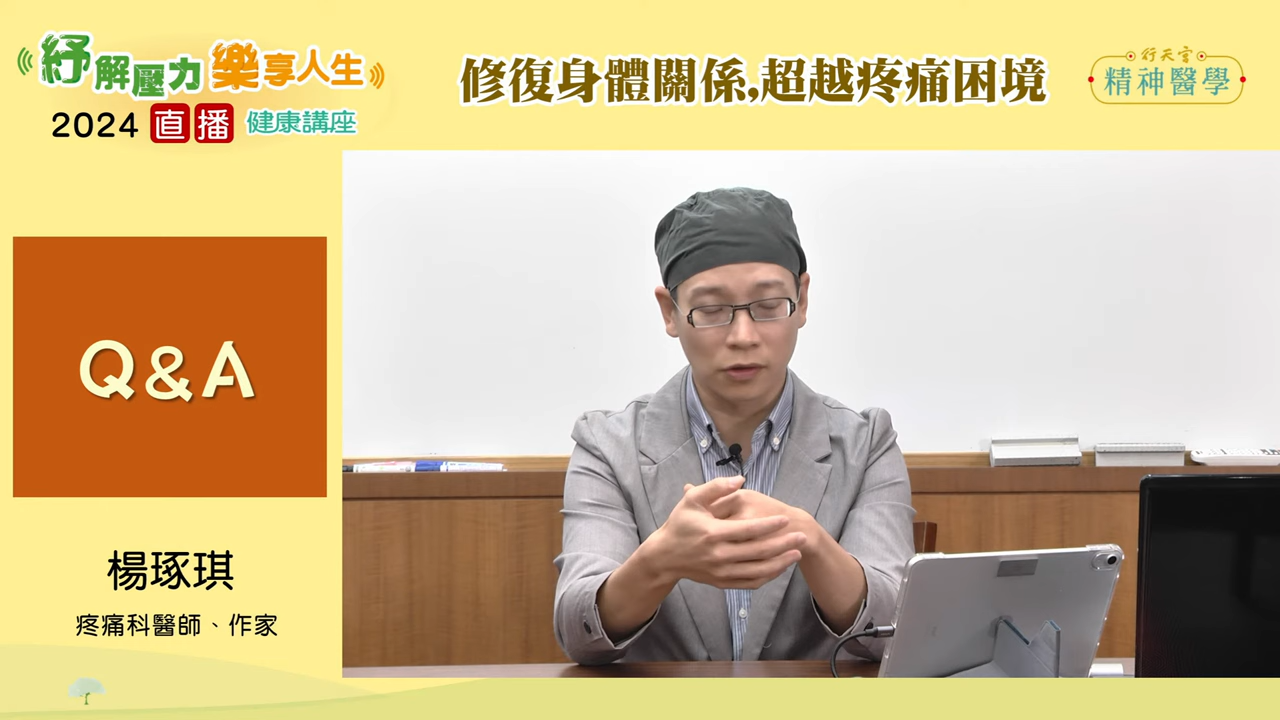 紓解壓力 樂享人生
2024 直播 健康講座
修復身體關係,超越疼痛困境
行天宮
精神醫學
Q&A
楊琢琪
疼痛科醫師、作家